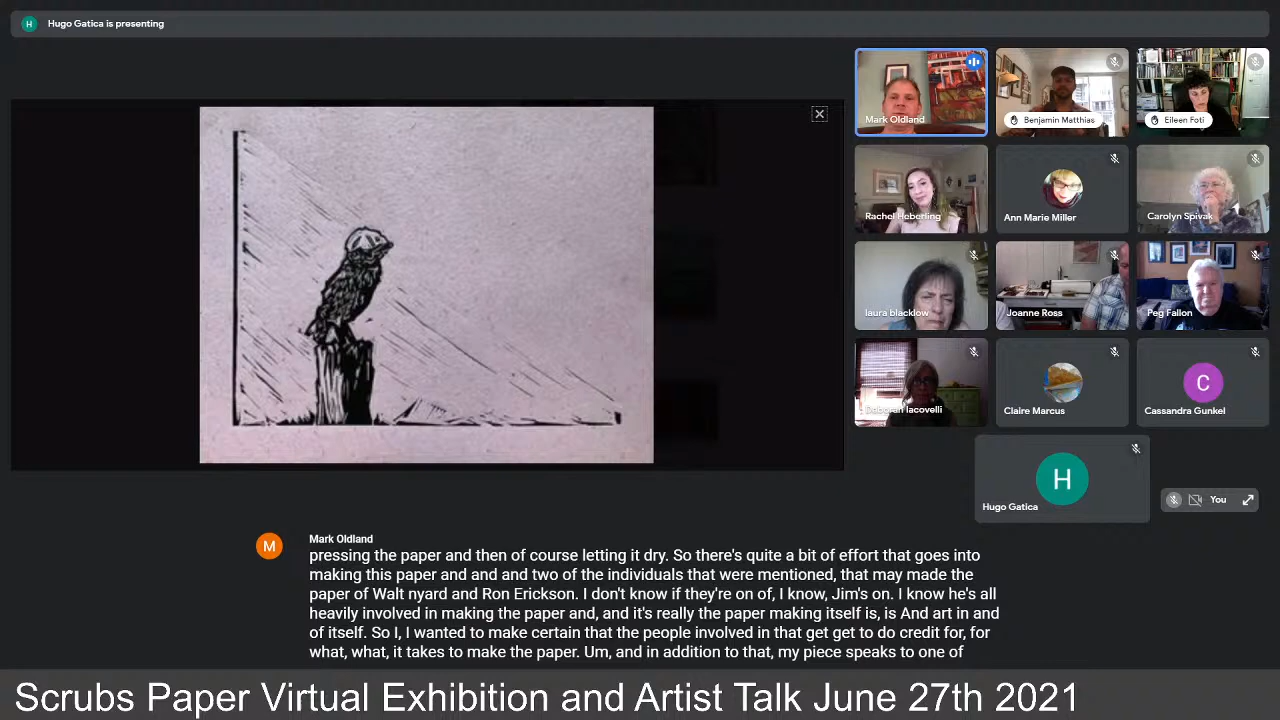 H
Hugo Gatica is presenting
Mark Oldland
Benjamin Matthias
Eileen Foti
Rachel Heberling
Ann Marie Miller
Carolyn Spivak
laura blacklow
Joanne Ross
Peg Fallon
Deborah Iacovelli
Claire Marcus
C
Cassandra Gunkel
H
Hugo Gatica
You
M
Mark Oldland
pressing the paper and then of course letting it dry. So there's quite a bit of effort that goes into
making this paper and and and two of the individuals that were mentioned, that may made the
paper of Walt nyard and Ron Erickson. I don't know if they're on of, I know, Jim's on. I know he's all
heavily involved in making the paper and, and it's really the paper making itself is, is And art in and
of itself. So I, I wanted to make certain that the people involved in that get get to do credit for, for
what, what, it takes to make the paper. Um, and in addition to that, my piece speaks to one of
Scrubs Paper Virtual Exhibition and Artist Talk June 27th 2021